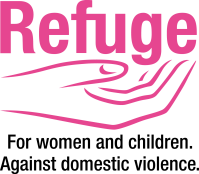 Refuge
For women and children.
Against domestic violence.